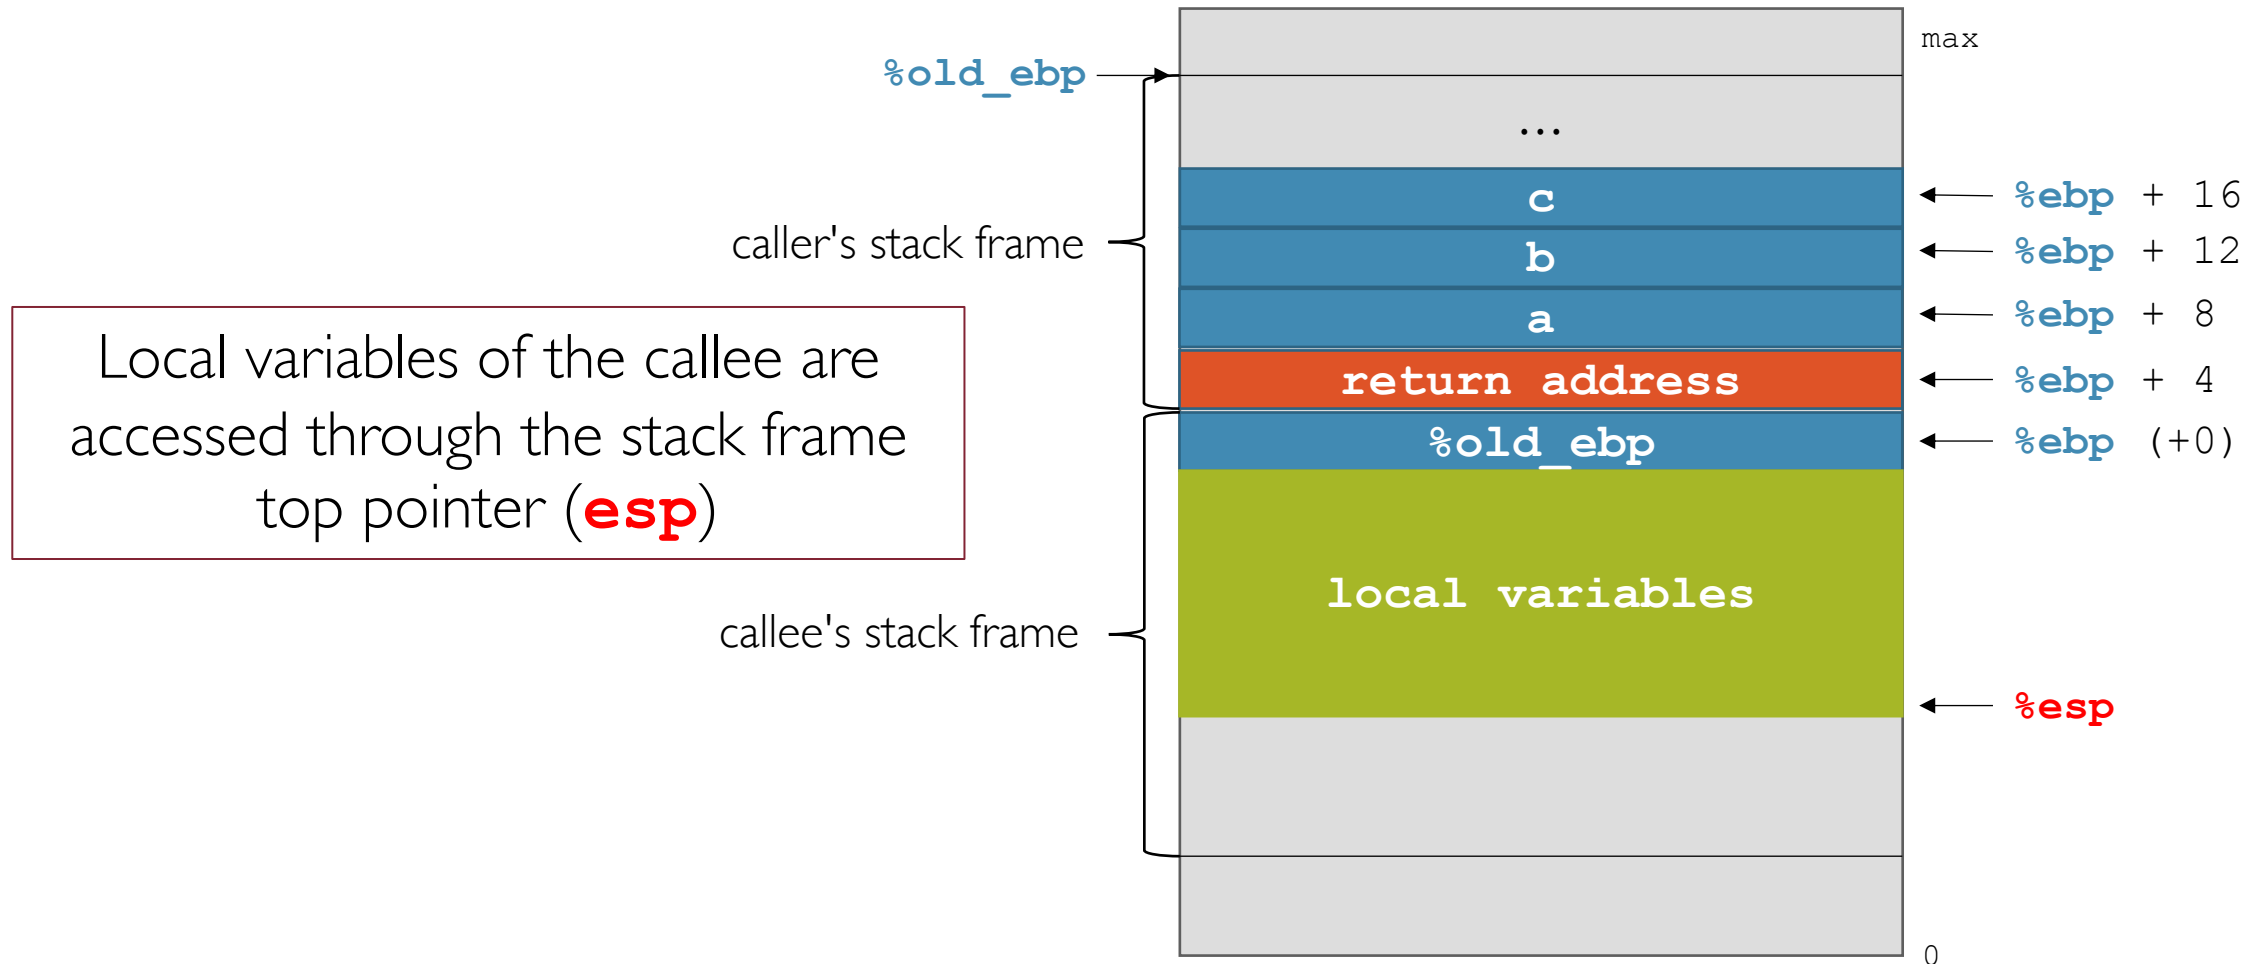 max
%old_ebp
...
c
%ebp + 16
caller's stack frame
b
%ebp + 12
a
%ebp + 8
Local variables of the callee are
accessed through the stack frame
top pointer (esp)
return address
%ebp + 4
%old_ebp
%ebp (+0)
local variables
callee's stack frame
%esp
0